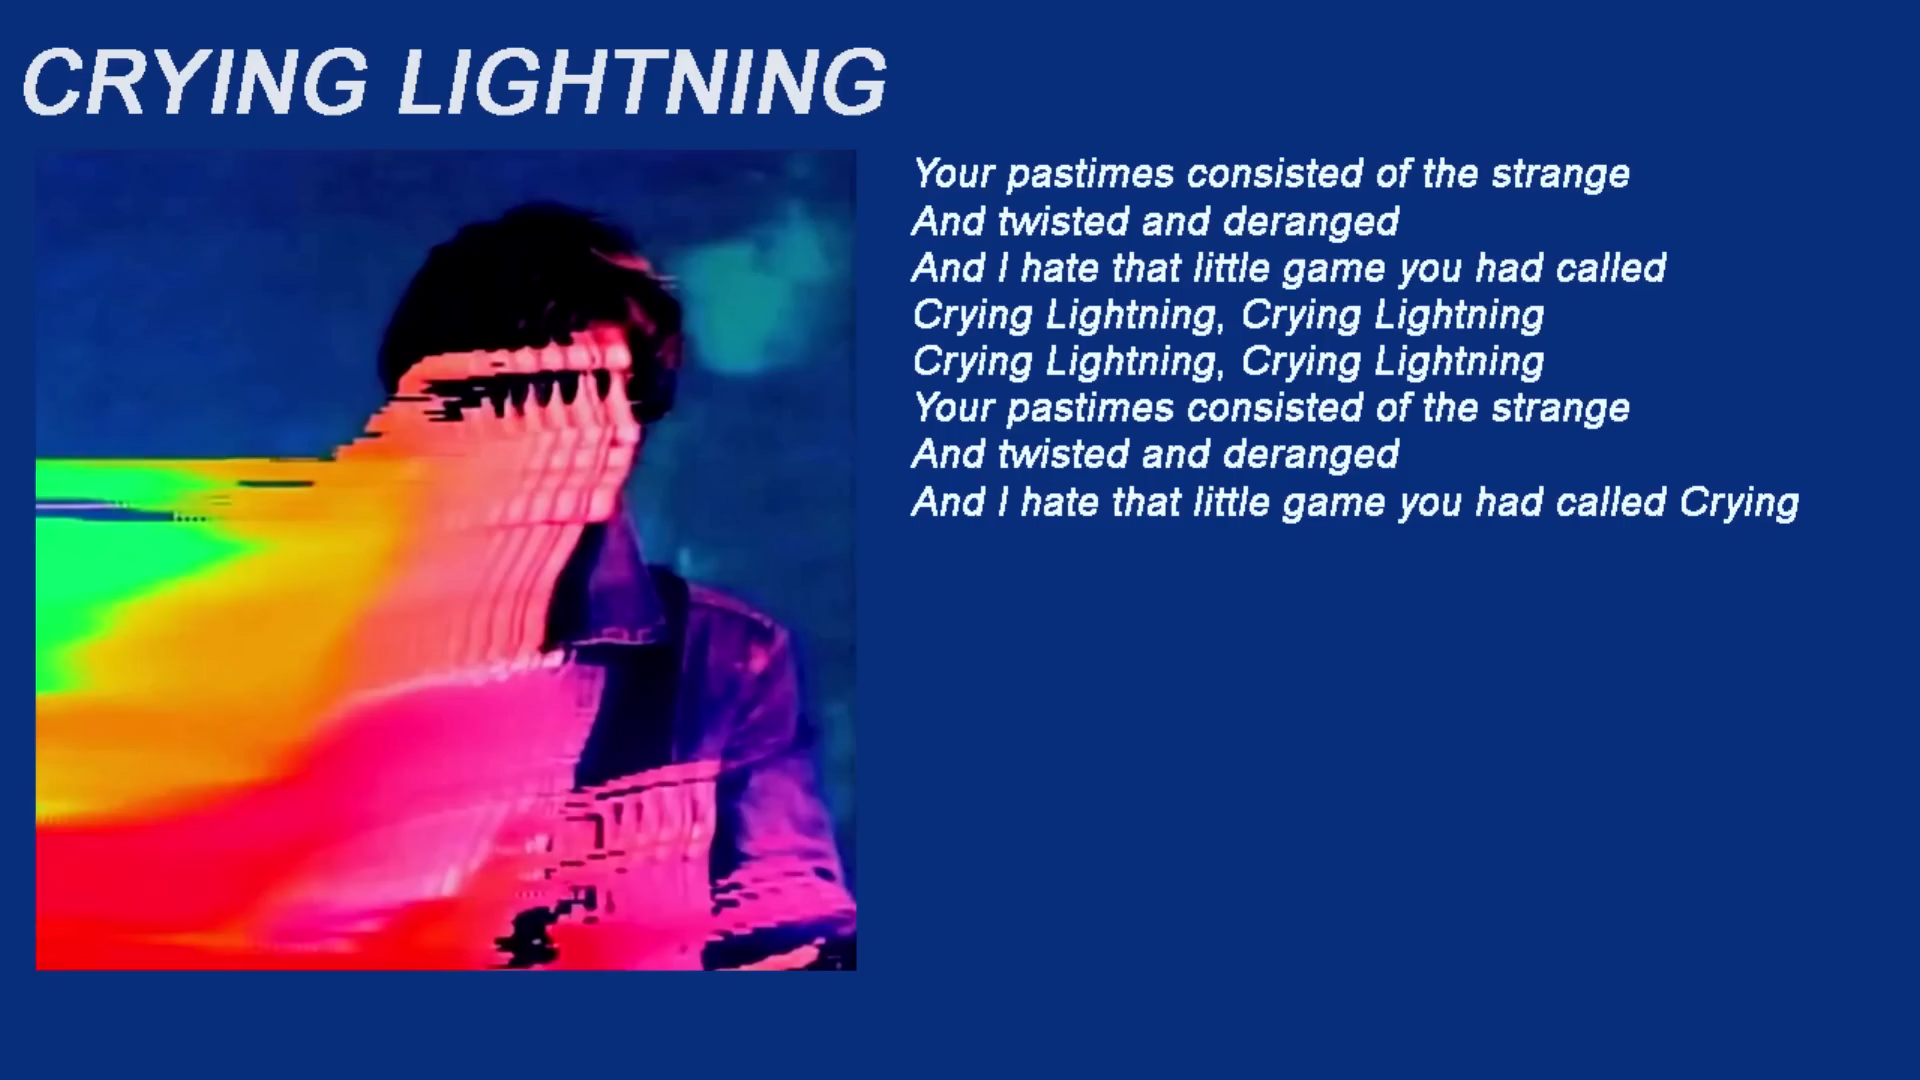 CRYING LIGHTNING
Your pastimes consisted of the strange
And twisted and deranged
And I hate that little game you had called
Crying Lightning, Crying Lightning
Crying Lightning, Crying Lightning
Your pastimes consisted of the strange
And twisted and deranged
And I hate that little game you had called Crying